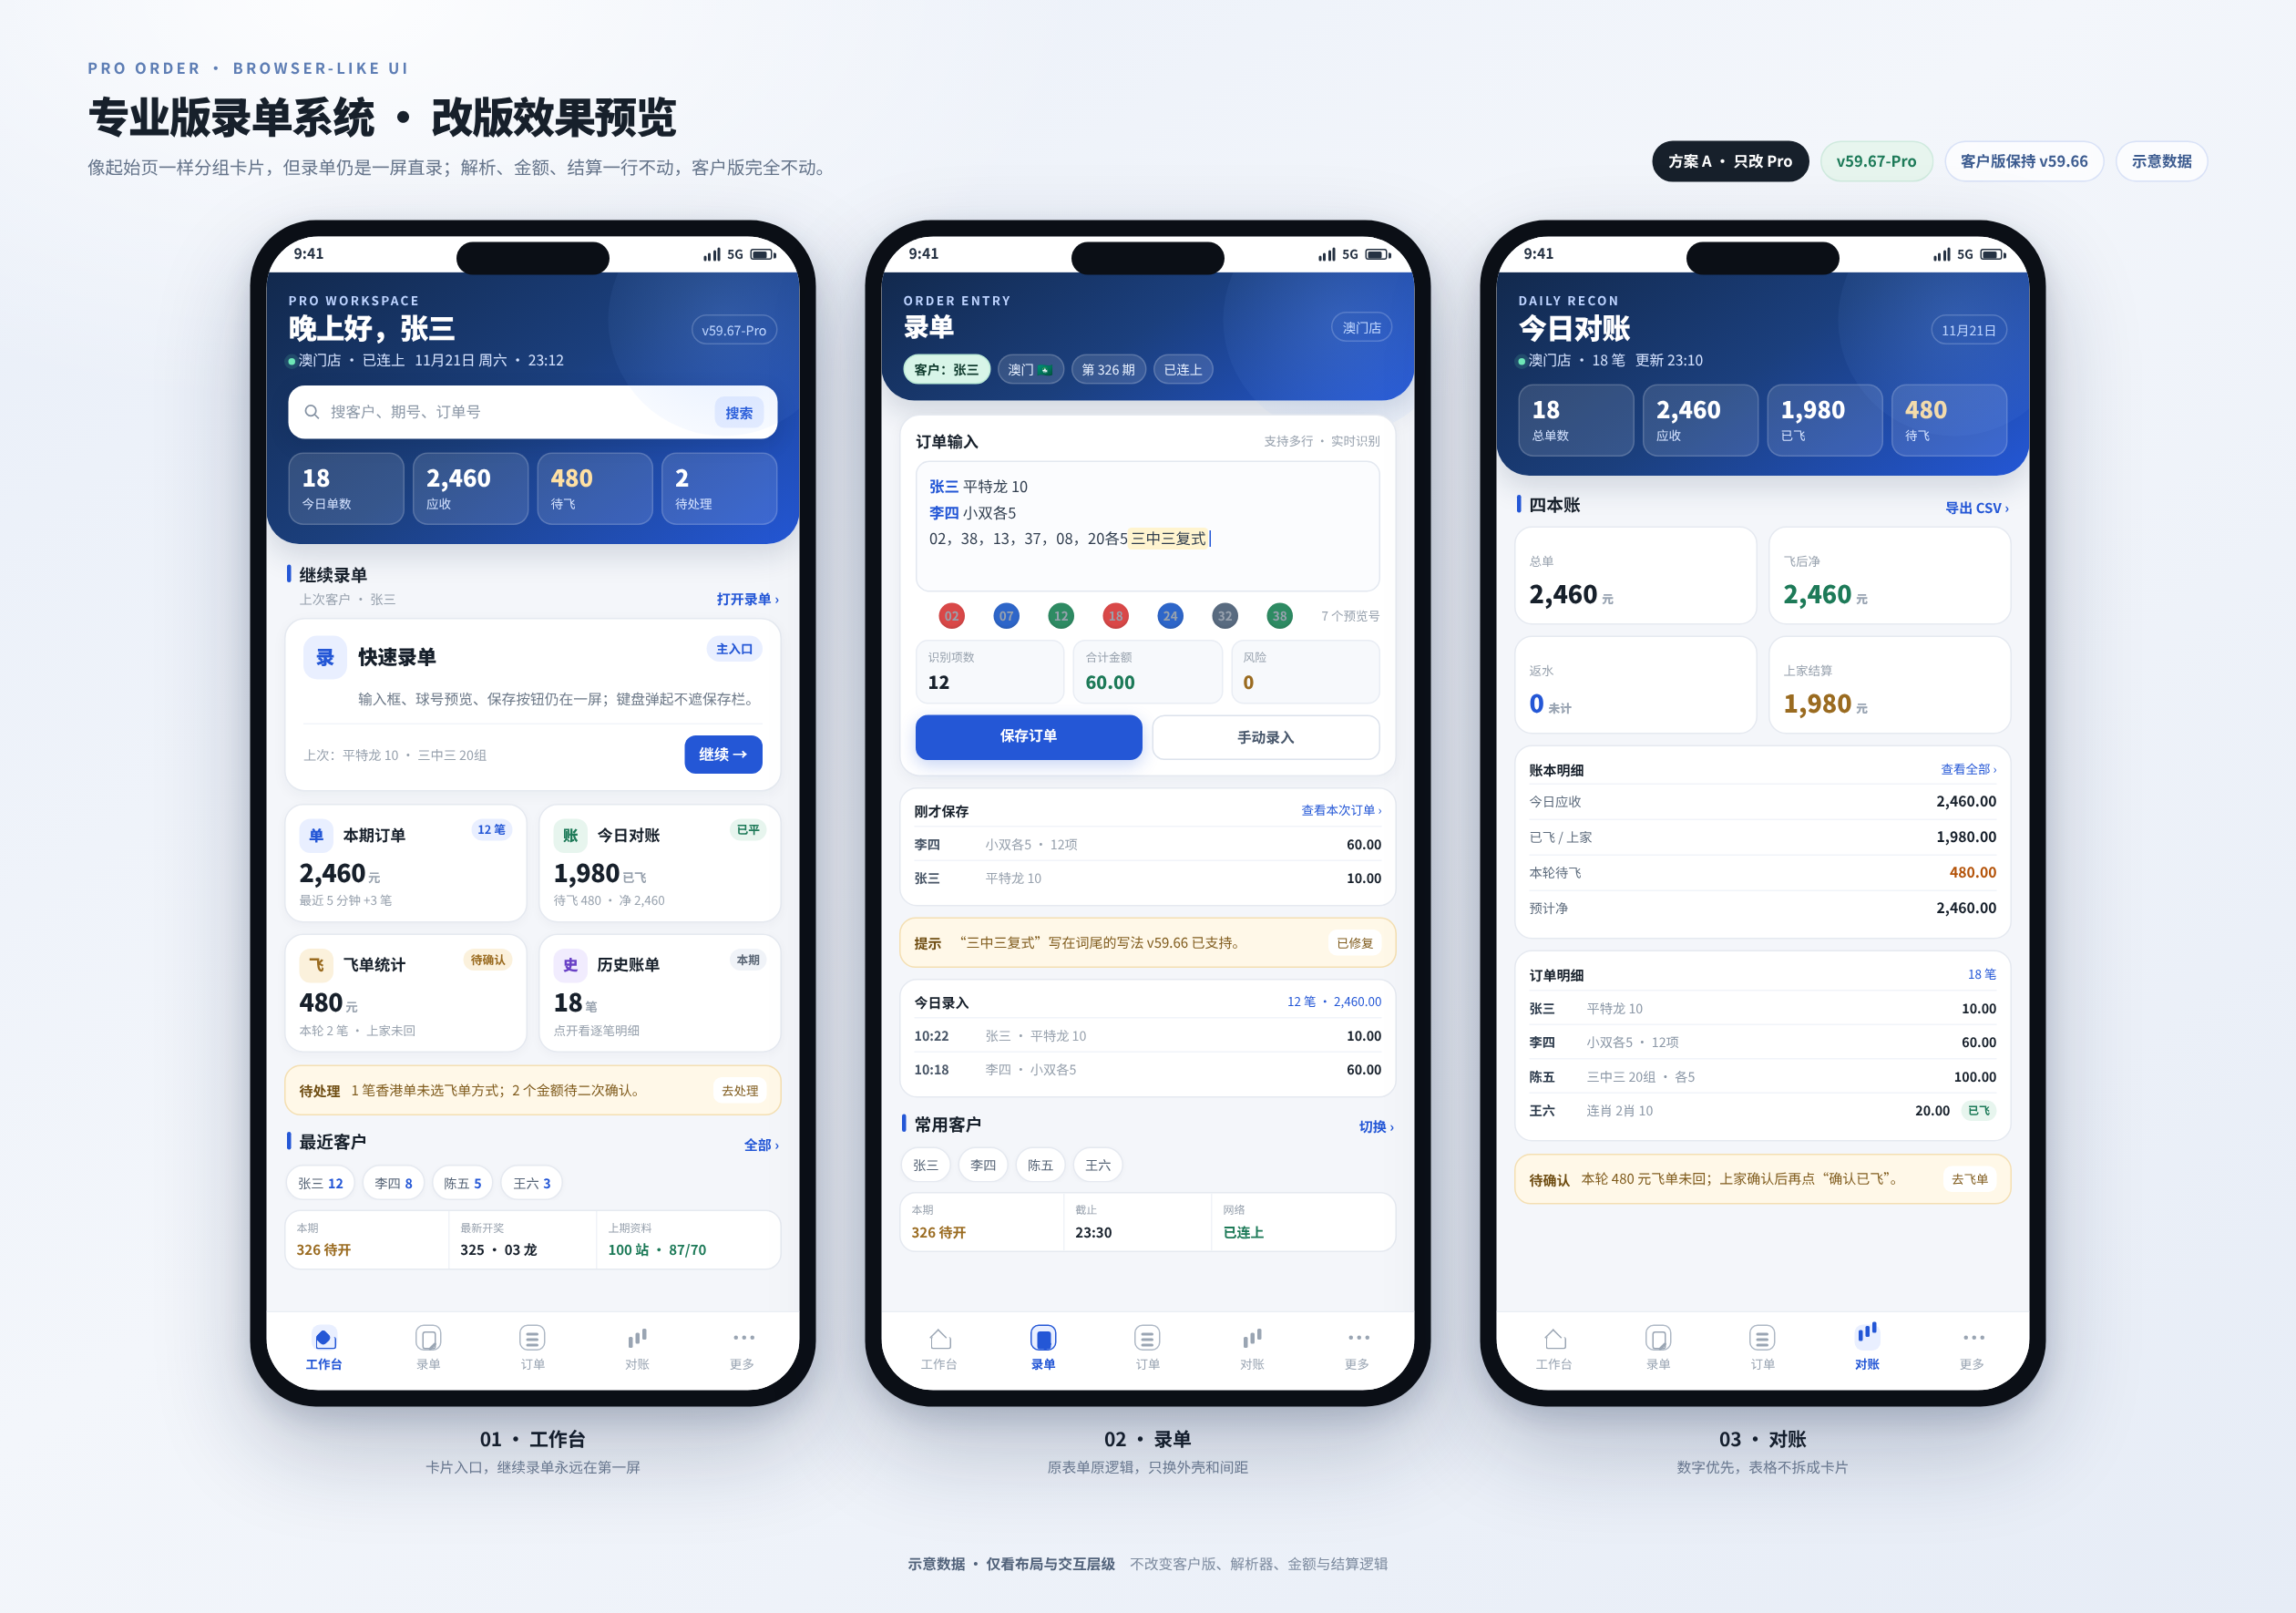 PRO ORDER · BROWSER-LIKE UI
专业版录单系统 · 改版效果预览
像起始页一样分组卡片，但录单仍是一屏直录；解析、金额、结算一行不动，客户版完全不动。
方案 A · 只改 Pro
v59.67-Pro
客户版保持 v59.66
示意数据
9:41
5G
PRO WORKSPACE
晚上好，张三
v59.67-Pro
澳门店 · 已连上 11月21日 周六 · 23:12
搜客户、期号、订单号
搜索
18
今日单数
2,460
应收
480
待飞
2
待处理
继续录单
上次客户 · 张三
打开录单 ›
录
快速录单
主入口
输入框、球号预览、保存按钮仍在一屏；键盘弹起不遮保存栏。
上次：平特龙 10 · 三中三 20组
继续 →
单
本期订单
12 笔
2,460 元
最近 5 分钟 +3 笔
账
今日对账
已平
1,980 已飞
待飞 480 · 净 2,460
飞
飞单统计
待确认
480 元
本轮 2 笔 · 上家未回
史
历史账单
本期
18 笔
点开看逐笔明细
待处理 1 笔香港单未选飞单方式；2 个金额待二次确认。
去处理
最近客户
全部 ›
张三 12
李四 8
陈五 5
王六 3
本期
326 待开
最新开奖
325 · 03 龙
上期资料
100 站 · 87/70
工作台
录单
订单
对账
更多
01 · 工作台
卡片入口，继续录单永远在第一屏
9:41
5G
ORDER ENTRY
录单
澳门店
客户：张三
澳门 🇲🇴
第 326 期
已连上
订单输入
支持多行 · 实时识别
张三 平特龙 10
李四 小双各5
02，38，13，37，08，20各5 三中三复式
02
07
12
18
24
32
38
7 个预览号
识别项数
12
合计金额
60.00
风险
0
保存订单
手动录入
刚才保存
查看本次订单 ›
李四 小双各5 · 12项 60.00
张三 平特龙 10 10.00
提示 “三中三复式”写在词尾的写法 v59.66 已支持。
已修复
今日录入
12 笔 · 2,460.00
10:22 张三 · 平特龙 10 10.00
10:18 李四 · 小双各5 60.00
常用客户
切换 ›
张三
李四
陈五
王六
本期
326 待开
截止
23:30
网络
已连上
工作台
录单
订单
对账
更多
02 · 录单
原表单原逻辑，只换外壳和间距
9:41
5G
DAILY RECON
今日对账
11月21日
澳门店 · 18 笔 更新 23:10
18
总单数
2,460
应收
1,980
已飞
480
待飞
四本账
导出 CSV ›
总单
2,460 元
飞后净
2,460 元
返水
0 未计
上家结算
1,980 元
账本明细
查看全部 ›
今日应收 2,460.00
已飞 / 上家 1,980.00
本轮待飞 480.00
预计净 2,460.00
订单明细
18 笔
张三 平特龙 10 10.00
李四 小双各5 · 12项 60.00
陈五 三中三 20组 · 各5 100.00
王六 连肖 2肖 10 20.00 已飞
待确认 本轮 480 元飞单未回；上家确认后再点“确认已飞”。
去飞单
工作台
录单
订单
对账
更多
03 · 对账
数字优先，表格不拆成卡片
示意数据 · 仅看布局与交互层级 不改变客户版、解析器、金额与结算逻辑